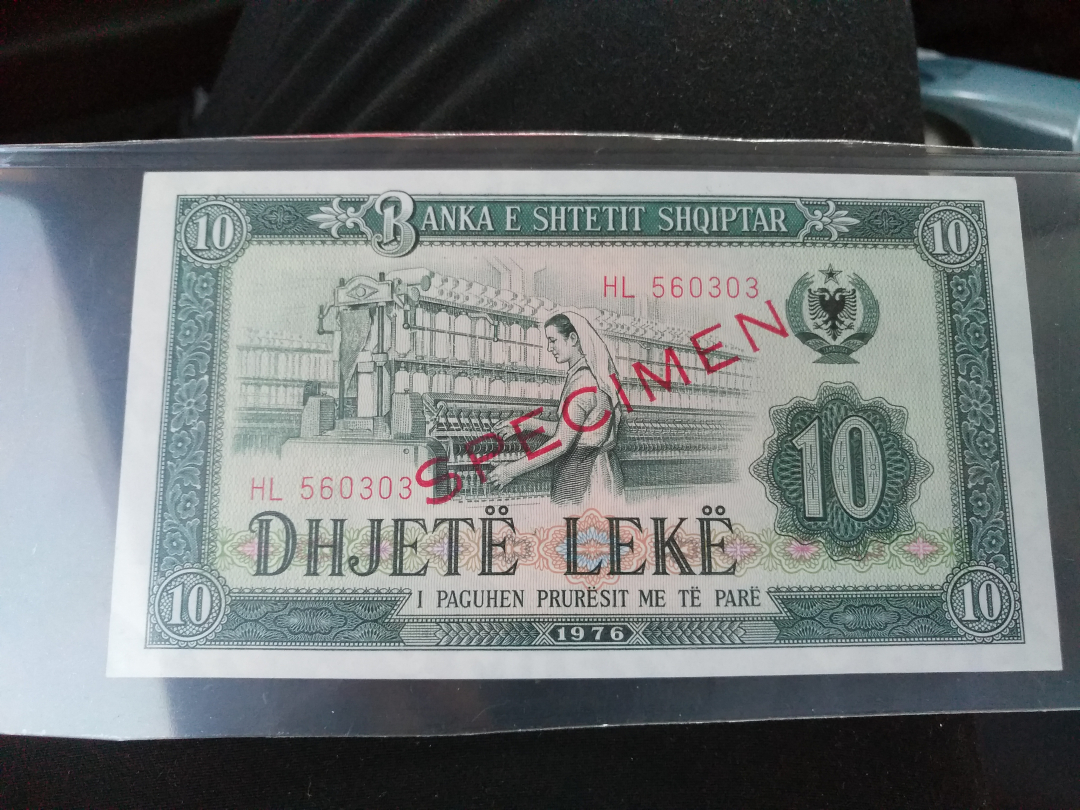 10 BANKA E SHTETIT SHQIPTAR 10
HL 560303
SPECIMEN
10
HL 560303
DHJETË LEKË
10 I PAGUHEN PRURËSIT ME TË PARË 10
1976